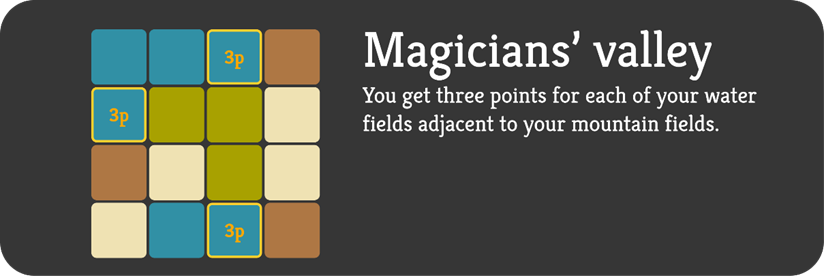 3p
3p
3p
Magicians’ valley
You get three points for each of your water
fields adjacent to your mountain fields.